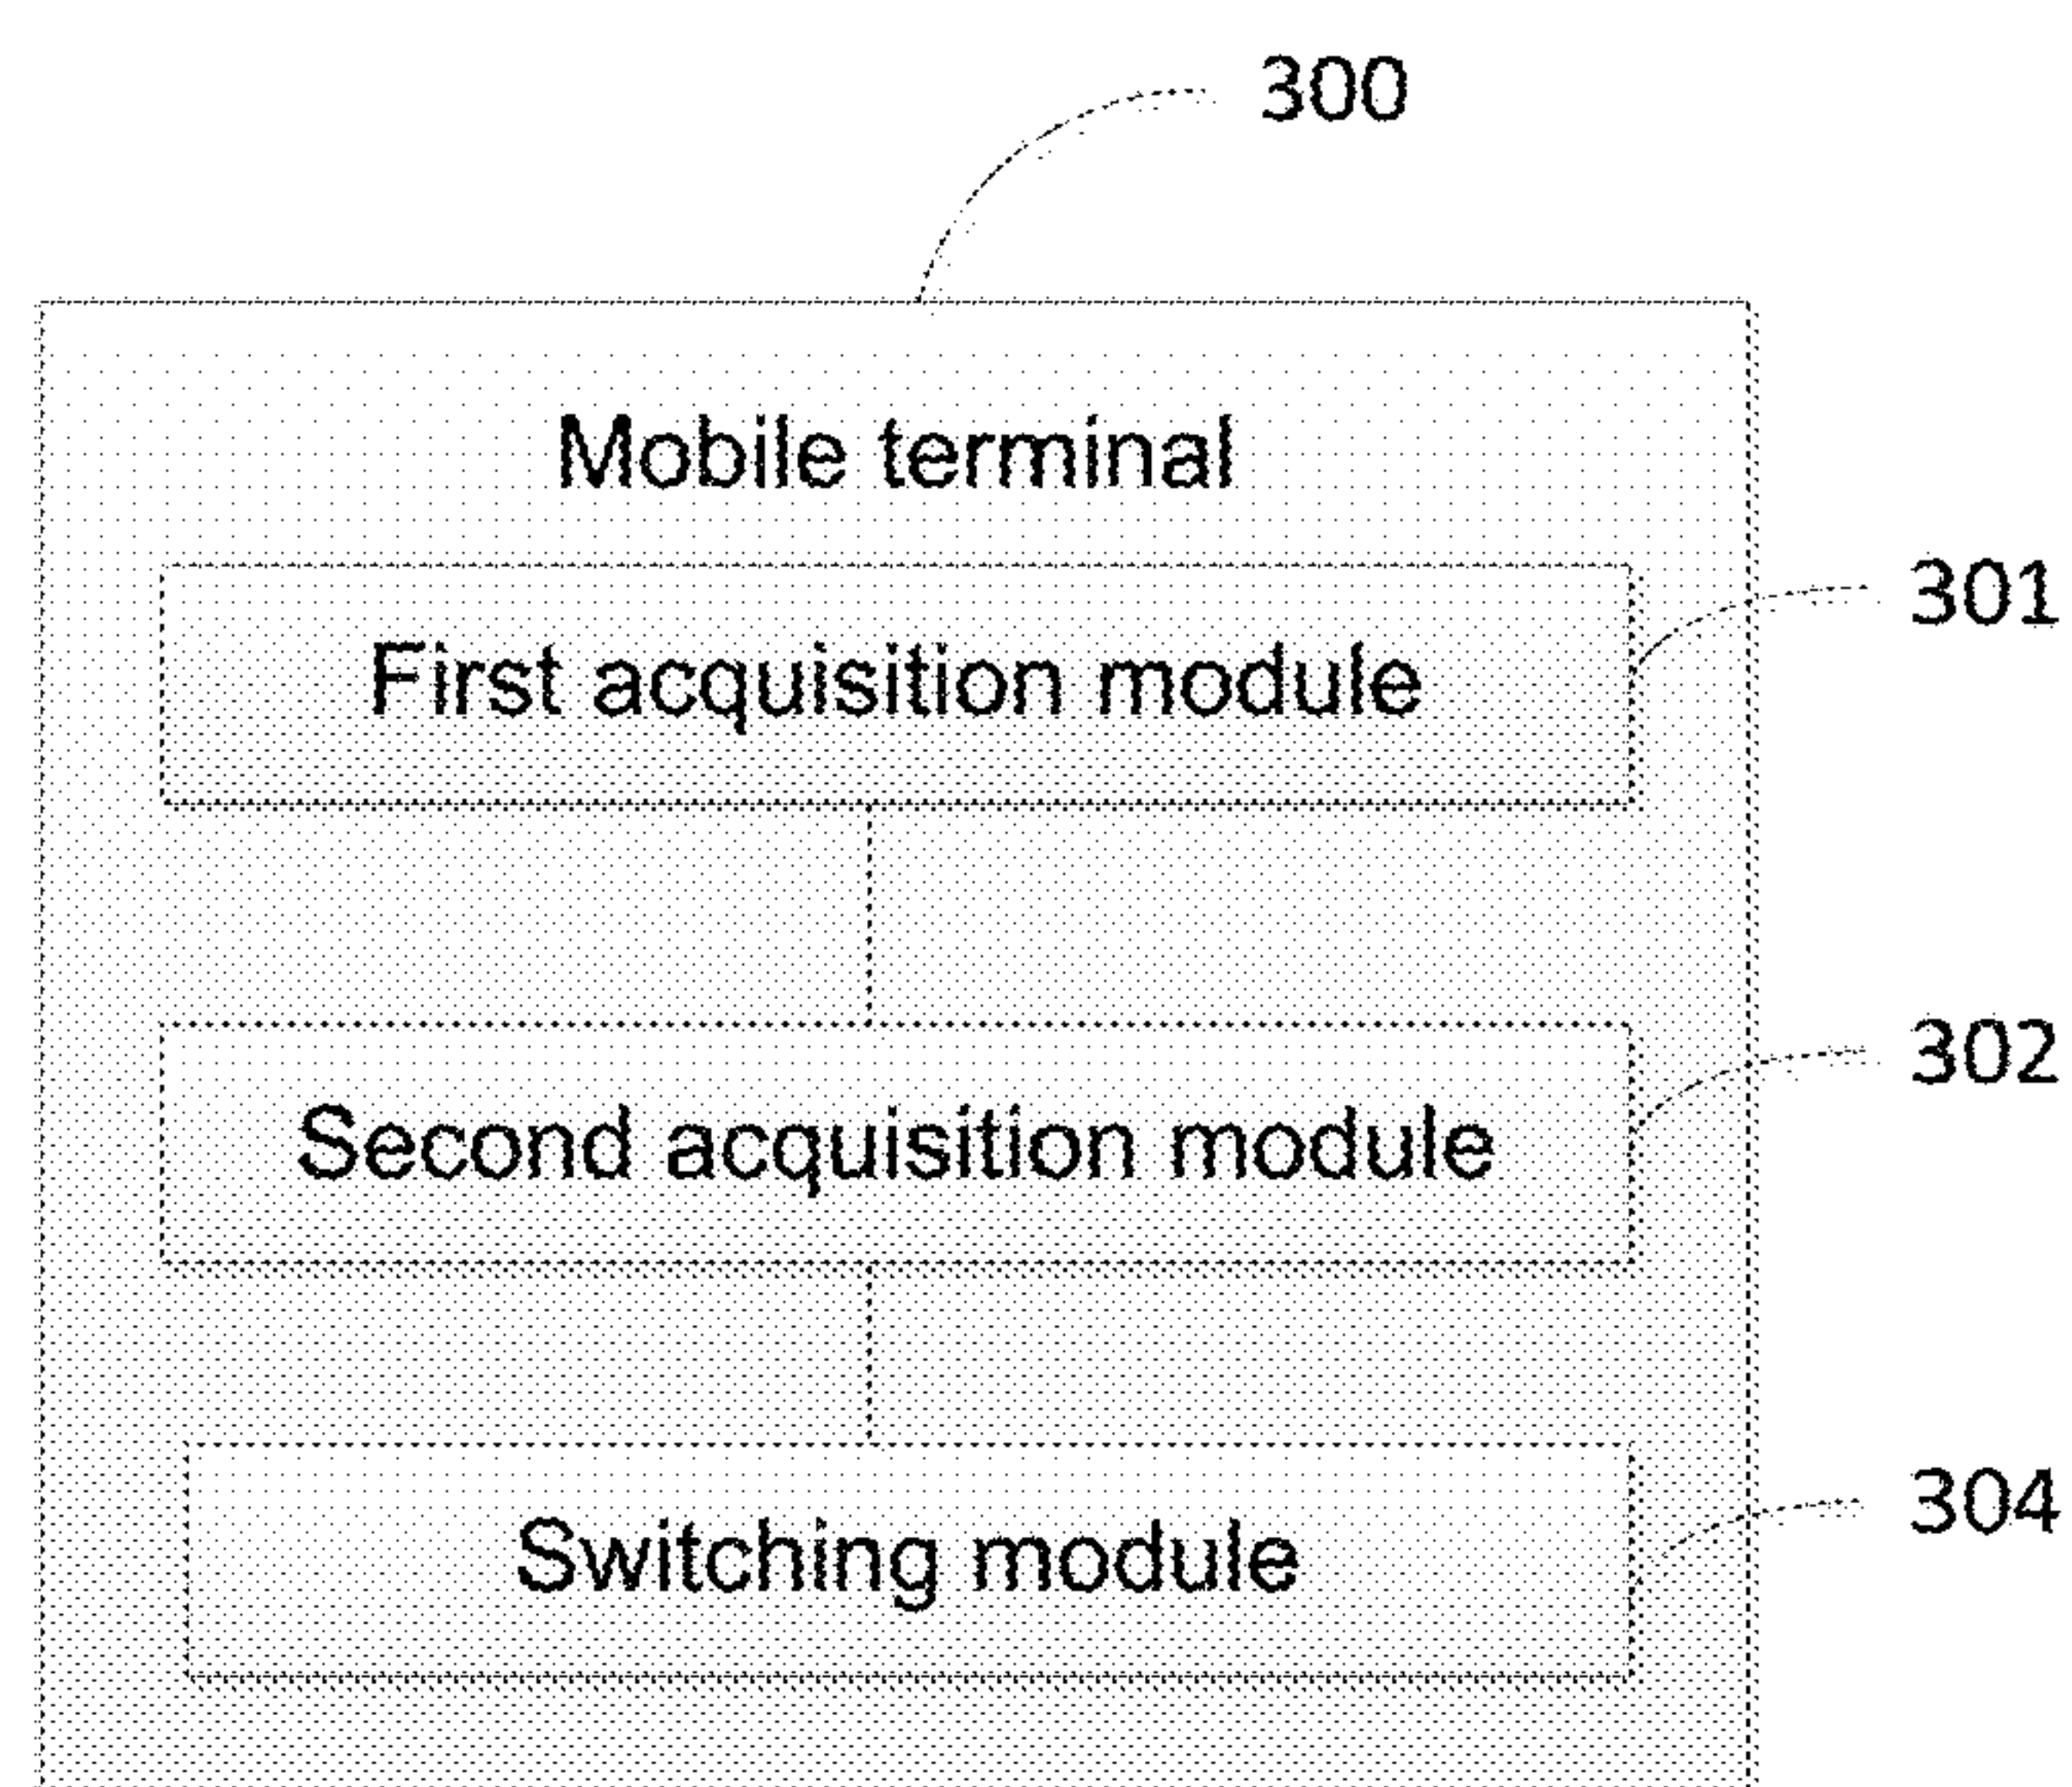 300
Mobile terminal
301
First acquisition module
302
Second acquisition module
304
Switching module